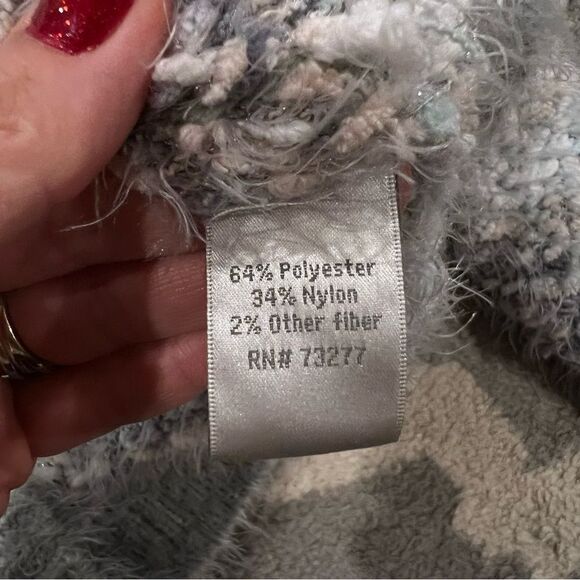 64% Polyester
34% Nylon
2% Other fiber
RN# 73277